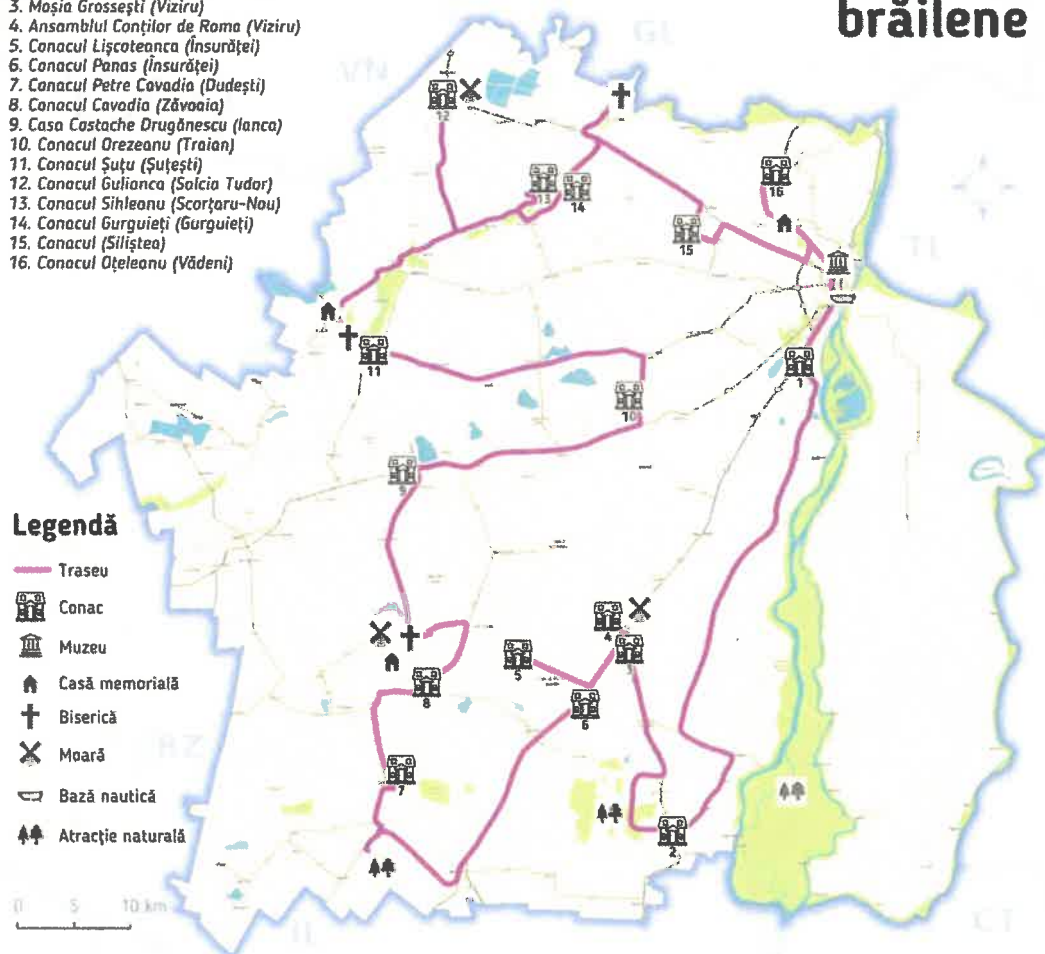 brăilene
3. Moșia Grossești (Viziru)
4. Ansamblul Conților de Roma (Viziru)
5. Conacul Lișcoteanca (Însurăței)
6. Conacul Panas (Însurăței)
7. Conacul Petre Cavadia (Dudești)
8. Conacul Cavadia (Zăvoaia)
9. Casa Costache Drugănescu (Ianca)
10. Conacul Orezeanu (Traian)
11. Conacul Șuțu (Șuțești)
12. Conacul Gulianca (Salcia Tudor)
13. Conacul Sihleanu (Scorțaru-Nou)
14. Conacul Gurguieți (Gurguieți)
15. Conacul (Siliștea)
16. Conacul Oțeleanu (Vădeni)
GL
VN
12
13
14
16
15
TL
1
11
10
9
4
3
5
6
8
7
2
BZ
IL
CT
Legendă
Traseu
Conac
Muzeu
Casă memorială
Biserică
Moară
Bază nautică
Atracție naturală
0 5 10 km